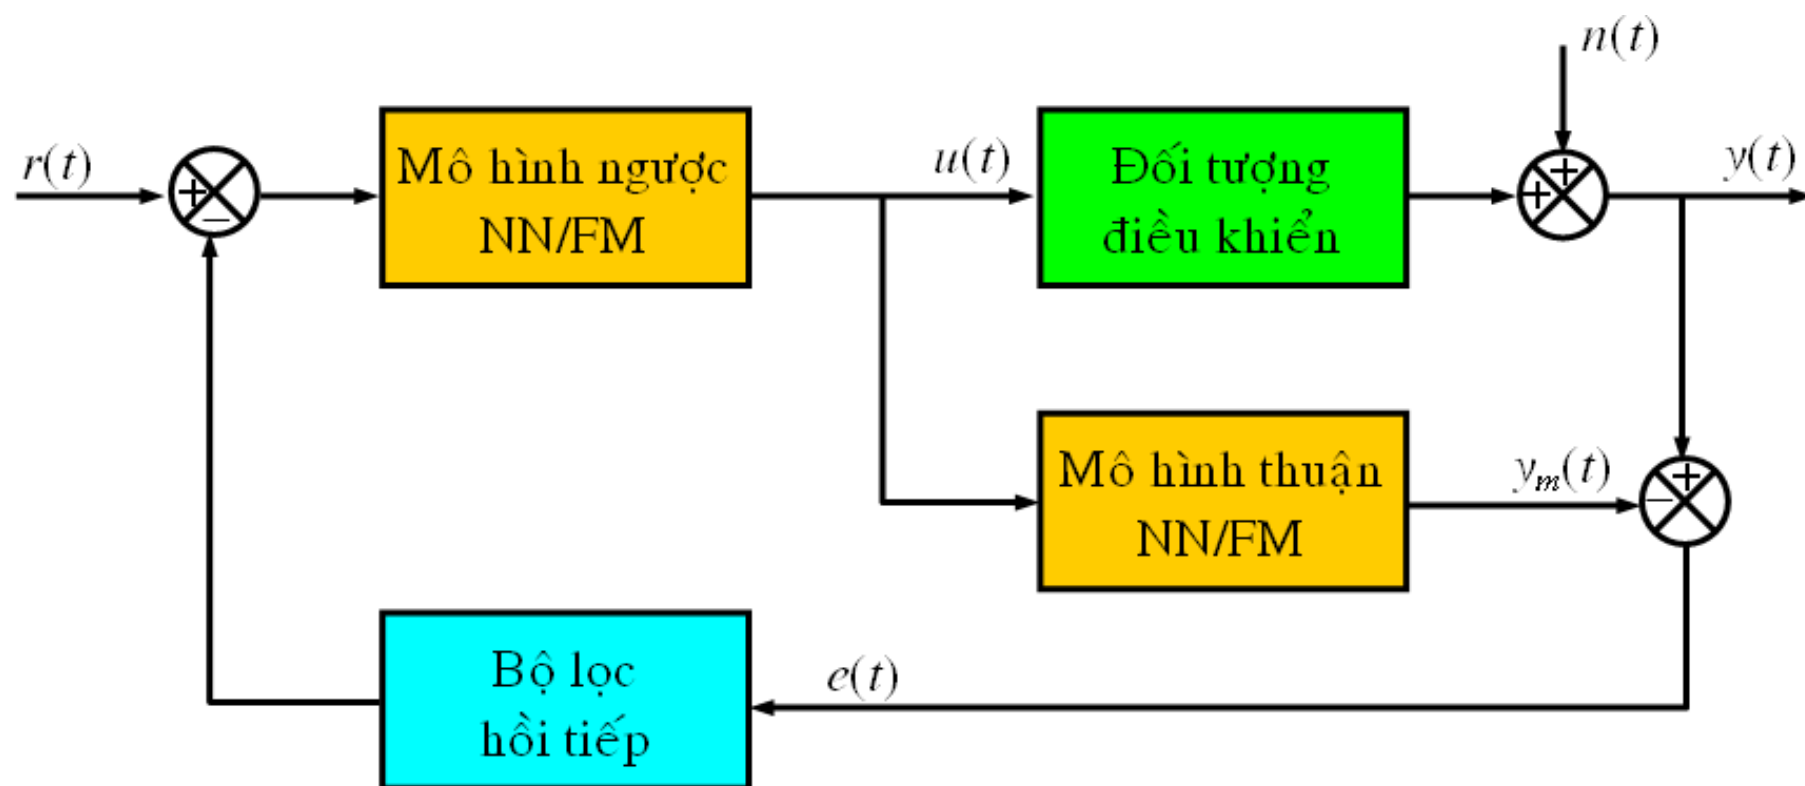 n(t)
r(t)
+
−
Mô hình ngược
NN/FM
u(t)
Đối tượng
điều khiển
+
+
y(t)
Mô hình thuận
NN/FM
yₘ(t)
+
−
Bộ lọc
hồi tiếp
e(t)